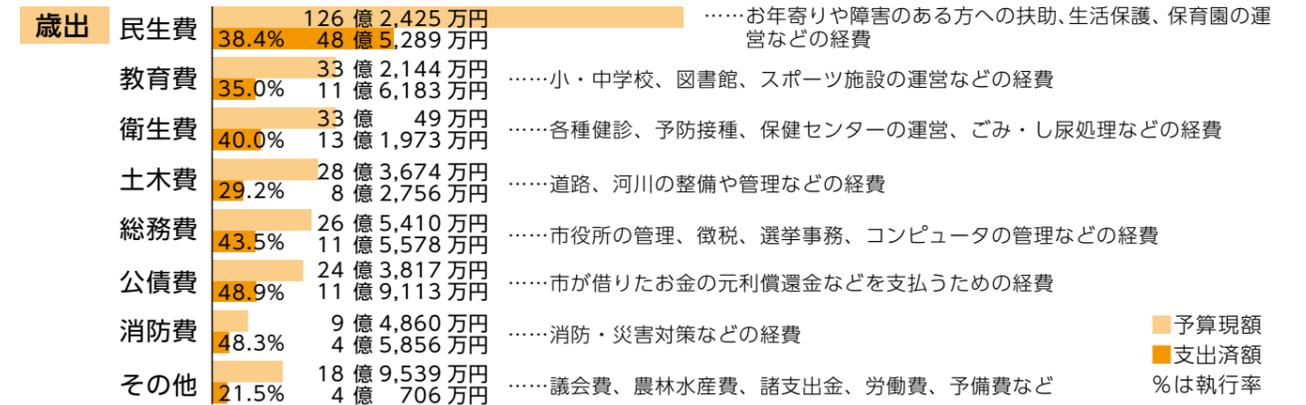 歳出
民生費 126 億 2,425 万円 ……お年寄りや障害のある方への扶助、生活保護、保育園の運
38.4% 48 億 5,289 万円 営などの経費
教育費 33 億 2,144 万円
35.0% 11 億 6,183 万円 ……小・中学校、図書館、スポーツ施設の運営などの経費
衛生費 33 億 49 万円
40.0% 13 億 1,973 万円 ……各種健診、予防接種、保健センターの運営、ごみ・し尿処理などの経費
土木費 28 億 3,674 万円
29.2% 8 億 2,756 万円 ……道路、河川の整備や管理などの経費
総務費 26 億 5,410 万円
43.5% 11 億 5,578 万円 ……市役所の管理、徴税、選挙事務、コンピュータの管理などの経費
公債費 24 億 3,817 万円
48.9% 11 億 9,113 万円 ……市が借りたお金の元利償還金などを支払うための経費
消防費 9 億 4,860 万円
48.3% 4 億 5,856 万円 ……消防・災害対策などの経費
その他 18 億 9,539 万円
21.5% 4 億 706 万円 ……議会費、農林水産費、諸支出金、労働費、予備費など
予算現額
支出済額
%は執行率